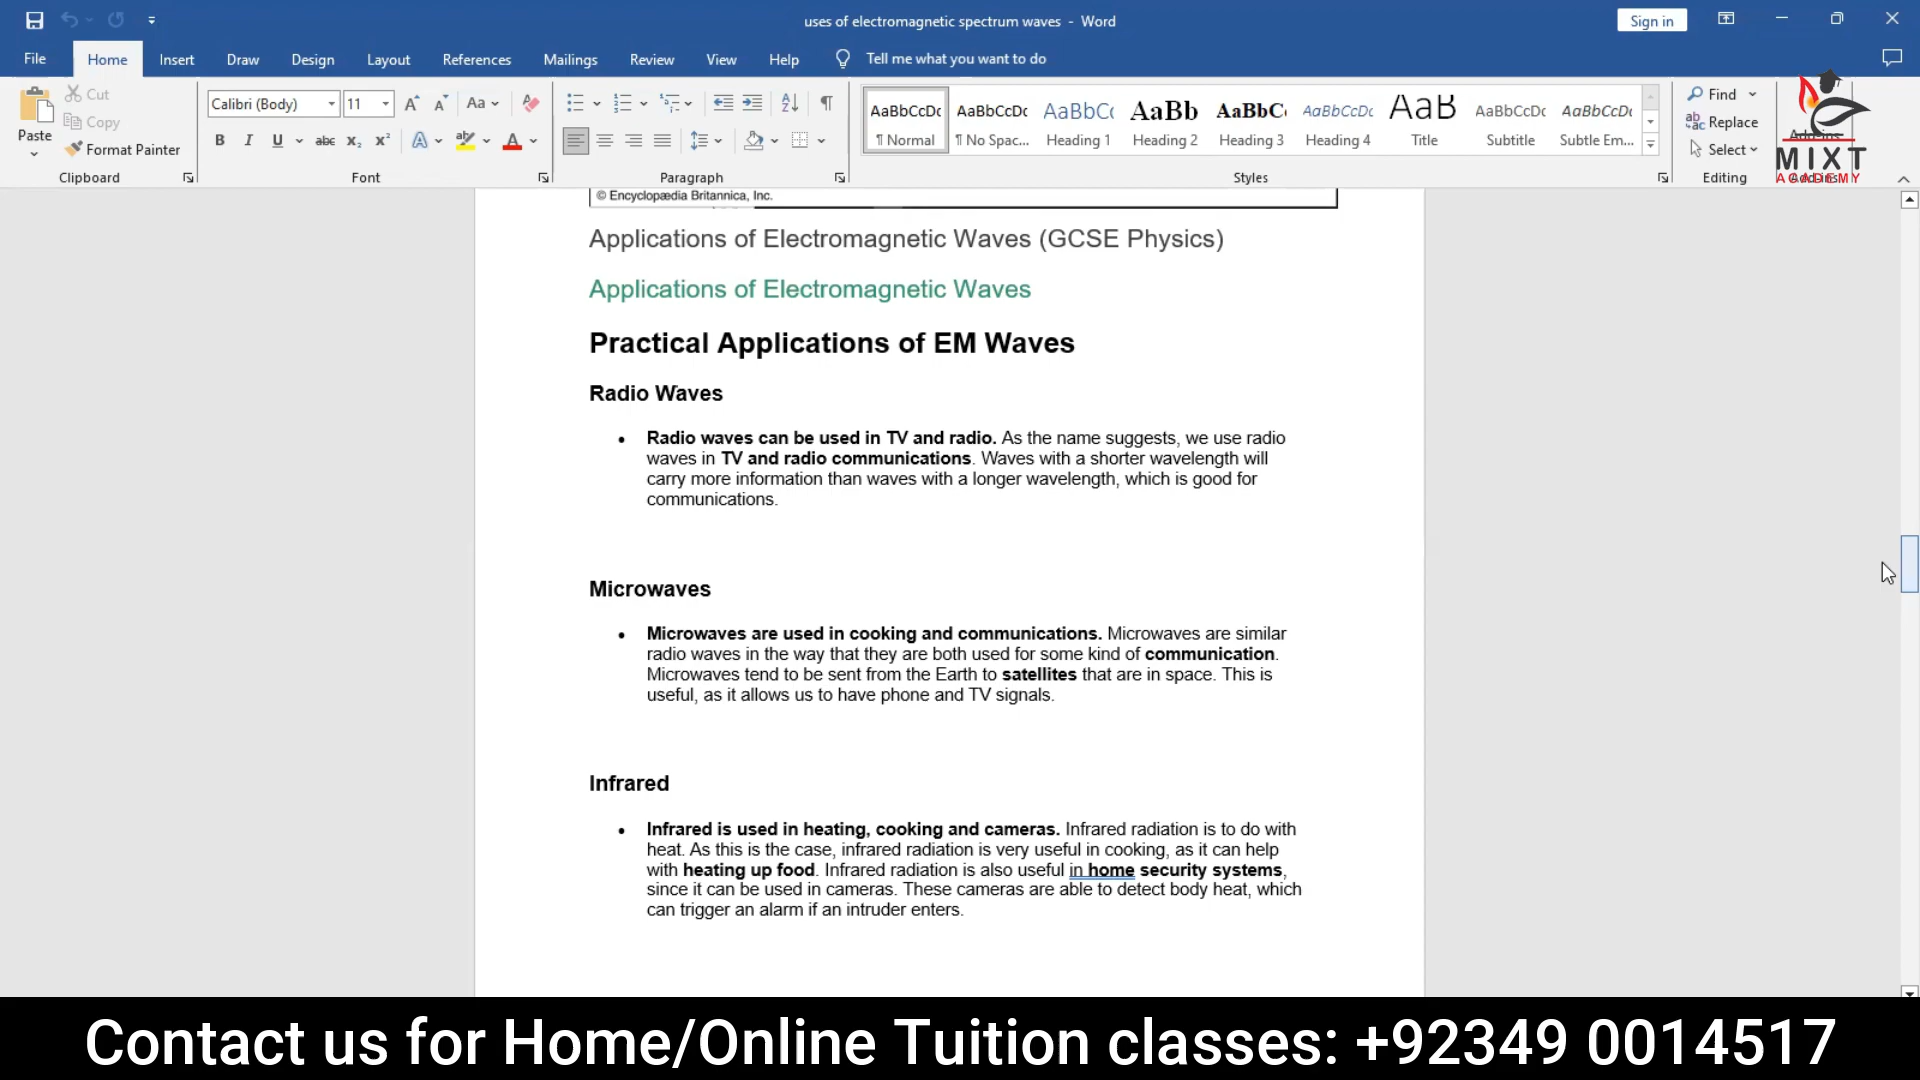 uses of electromagnetic spectrum waves - Word
Sign in
File Home Insert Draw Design Layout References Mailings Review View Help Tell me what you want to do
Paste
Cut
Copy
Format Painter
Clipboard
Calibri (Body) 11
Font
Paragraph
AaBbCcDc AaBbCcDc AaBbC AaBb AaBbC AaBbCcDc AaB AaBbCcDc AaBbCcDc
¶ Normal ¶ No Spac... Heading 1 Heading 2 Heading 3 Heading 4 Title Subtitle Subtle Em...
Styles
Find
Replace
Select
Editing
MIXT
ACADEMY
© Encyclopædia Britannica, Inc.
Applications of Electromagnetic Waves (GCSE Physics)
Applications of Electromagnetic Waves
Practical Applications of EM Waves
Radio Waves
• Radio waves can be used in TV and radio. As the name suggests, we use radio
waves in TV and radio communications. Waves with a shorter wavelength will
carry more information than waves with a longer wavelength, which is good for
communications.
Microwaves
• Microwaves are used in cooking and communications. Microwaves are similar
radio waves in the way that they are both used for some kind of communication.
Microwaves tend to be sent from the Earth to satellites that are in space. This is
useful, as it allows us to have phone and TV signals.
Infrared
• Infrared is used in heating, cooking and cameras. Infrared radiation is to do with
heat. As this is the case, infrared radiation is very useful in cooking, as it can help
with heating up food. Infrared radiation is also useful in home security systems,
since it can be used in cameras. These cameras are able to detect body heat, which
can trigger an alarm if an intruder enters.
Contact us for Home/Online Tuition classes: +92349 0014517